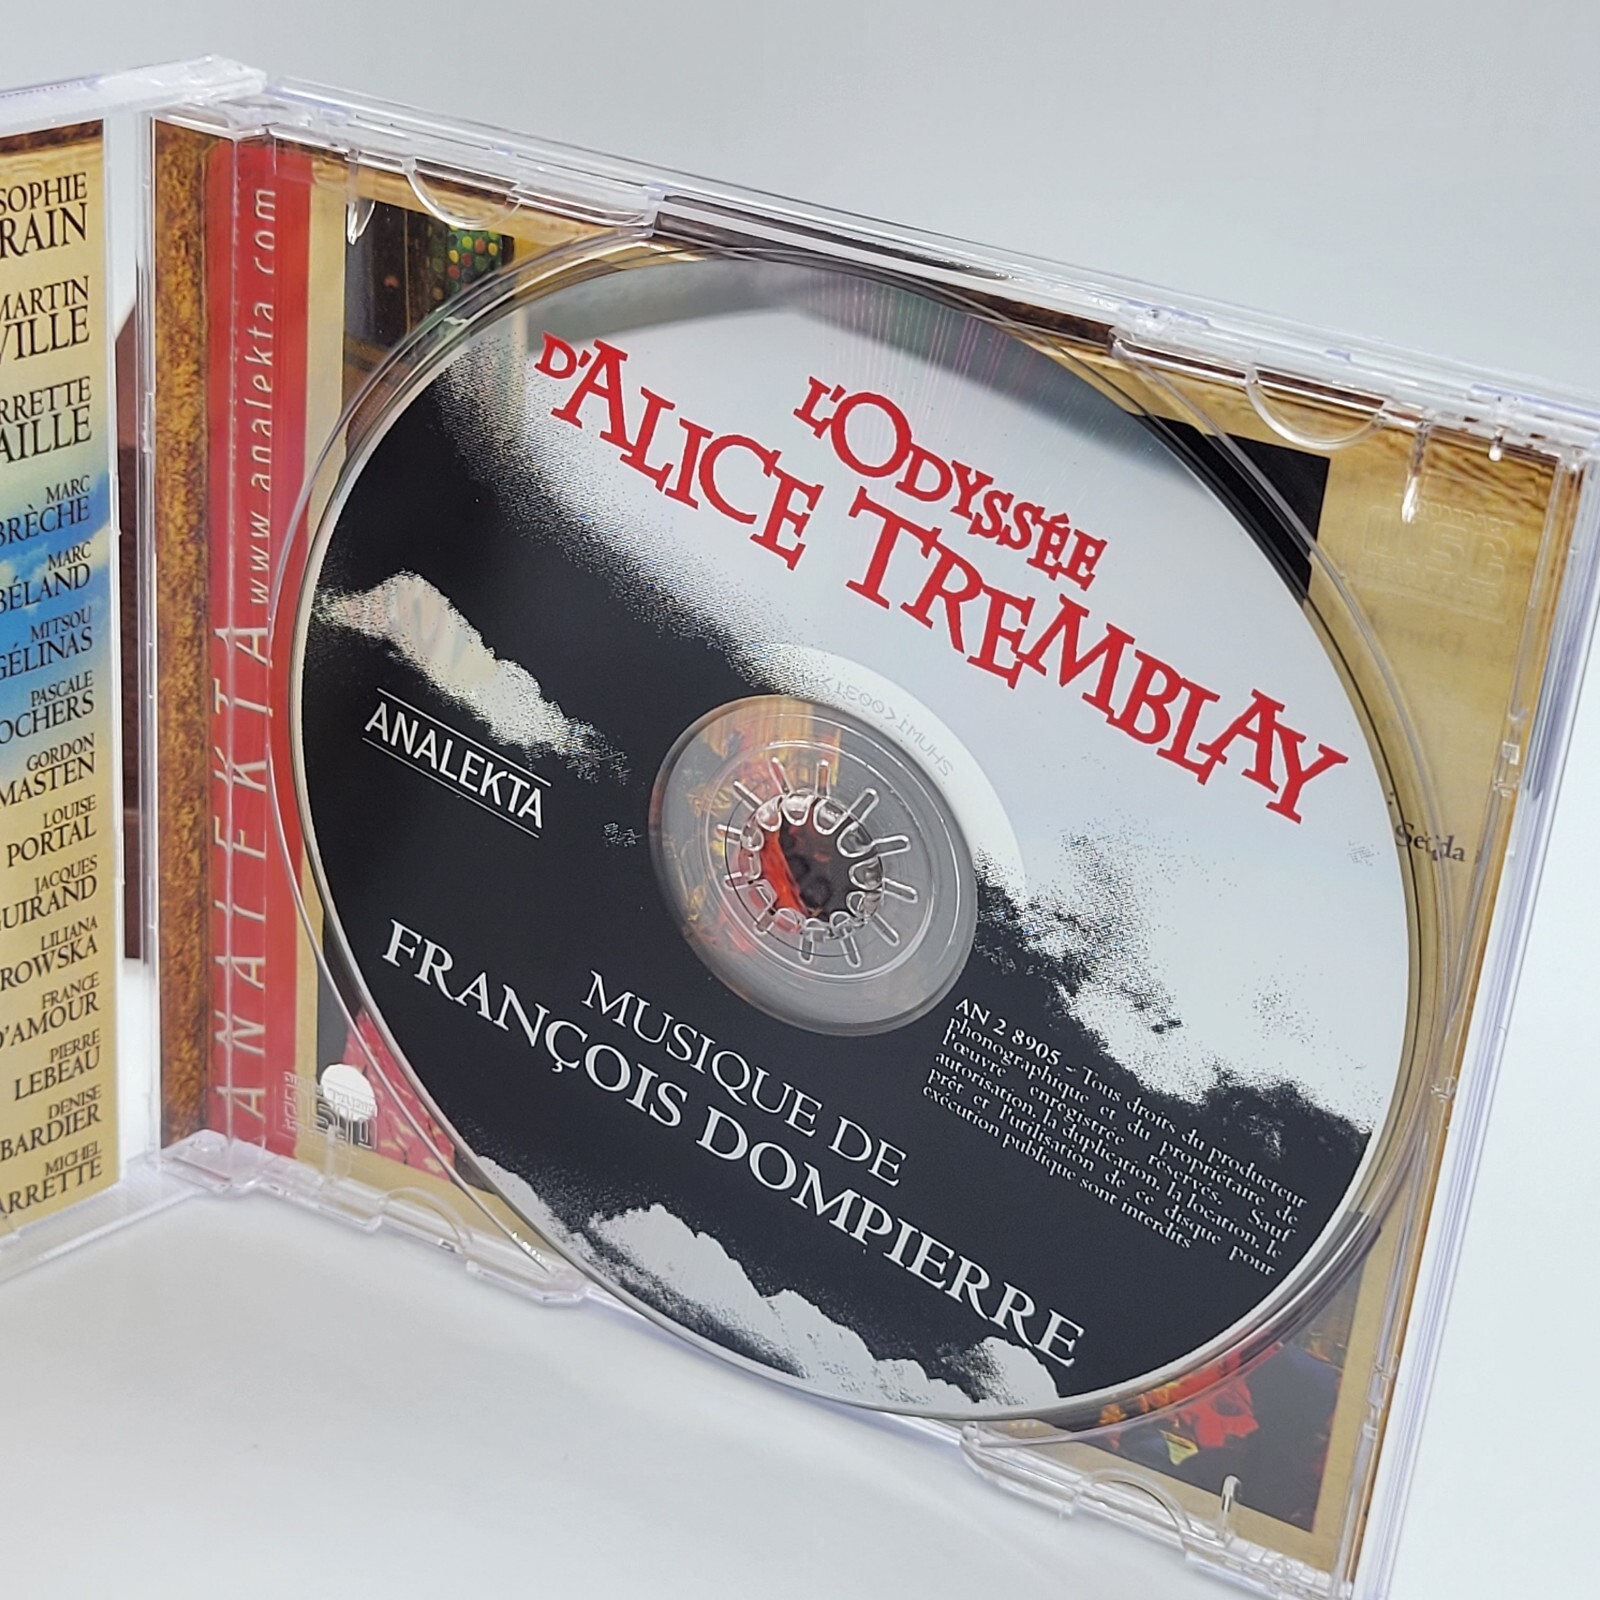 SOPHIE
RAIN
MARTIN
VILLE
RRETTE
AILLE
MARC
BRÈCHE
MARC
BÉLAND
MITSOU
GÉLINAS
PASCALE
OCHERS
GORDON
MASTEN
LOUISE
PORTAL
JACQUES
GUIRAND
LILIANA
ROWSKA
FRANCE
D'AMOUR
PIERRE
LEBEAU
DENISE
BARDIER
MICHEL
ARRETTE
ANALEKTA www.analekta.com
L'ODYSSÉE
D'ALICE TREMBLAY
ANALEKTA
MUSIQUE DE
FRANÇOIS DOMPIERRE
AN 2 8905 - Tous droits du producteur
phonographique et du propriétaire de
l'œuvre enregistrée réservés. Sauf
autorisation, la duplication, la location, le
prêt et l'utilisation de ce disque pour
exécution publique sont interdits